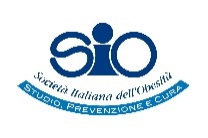 SIO
Società Italiana dell'Obesità
STUDIO, PREVENZIONE E CURA